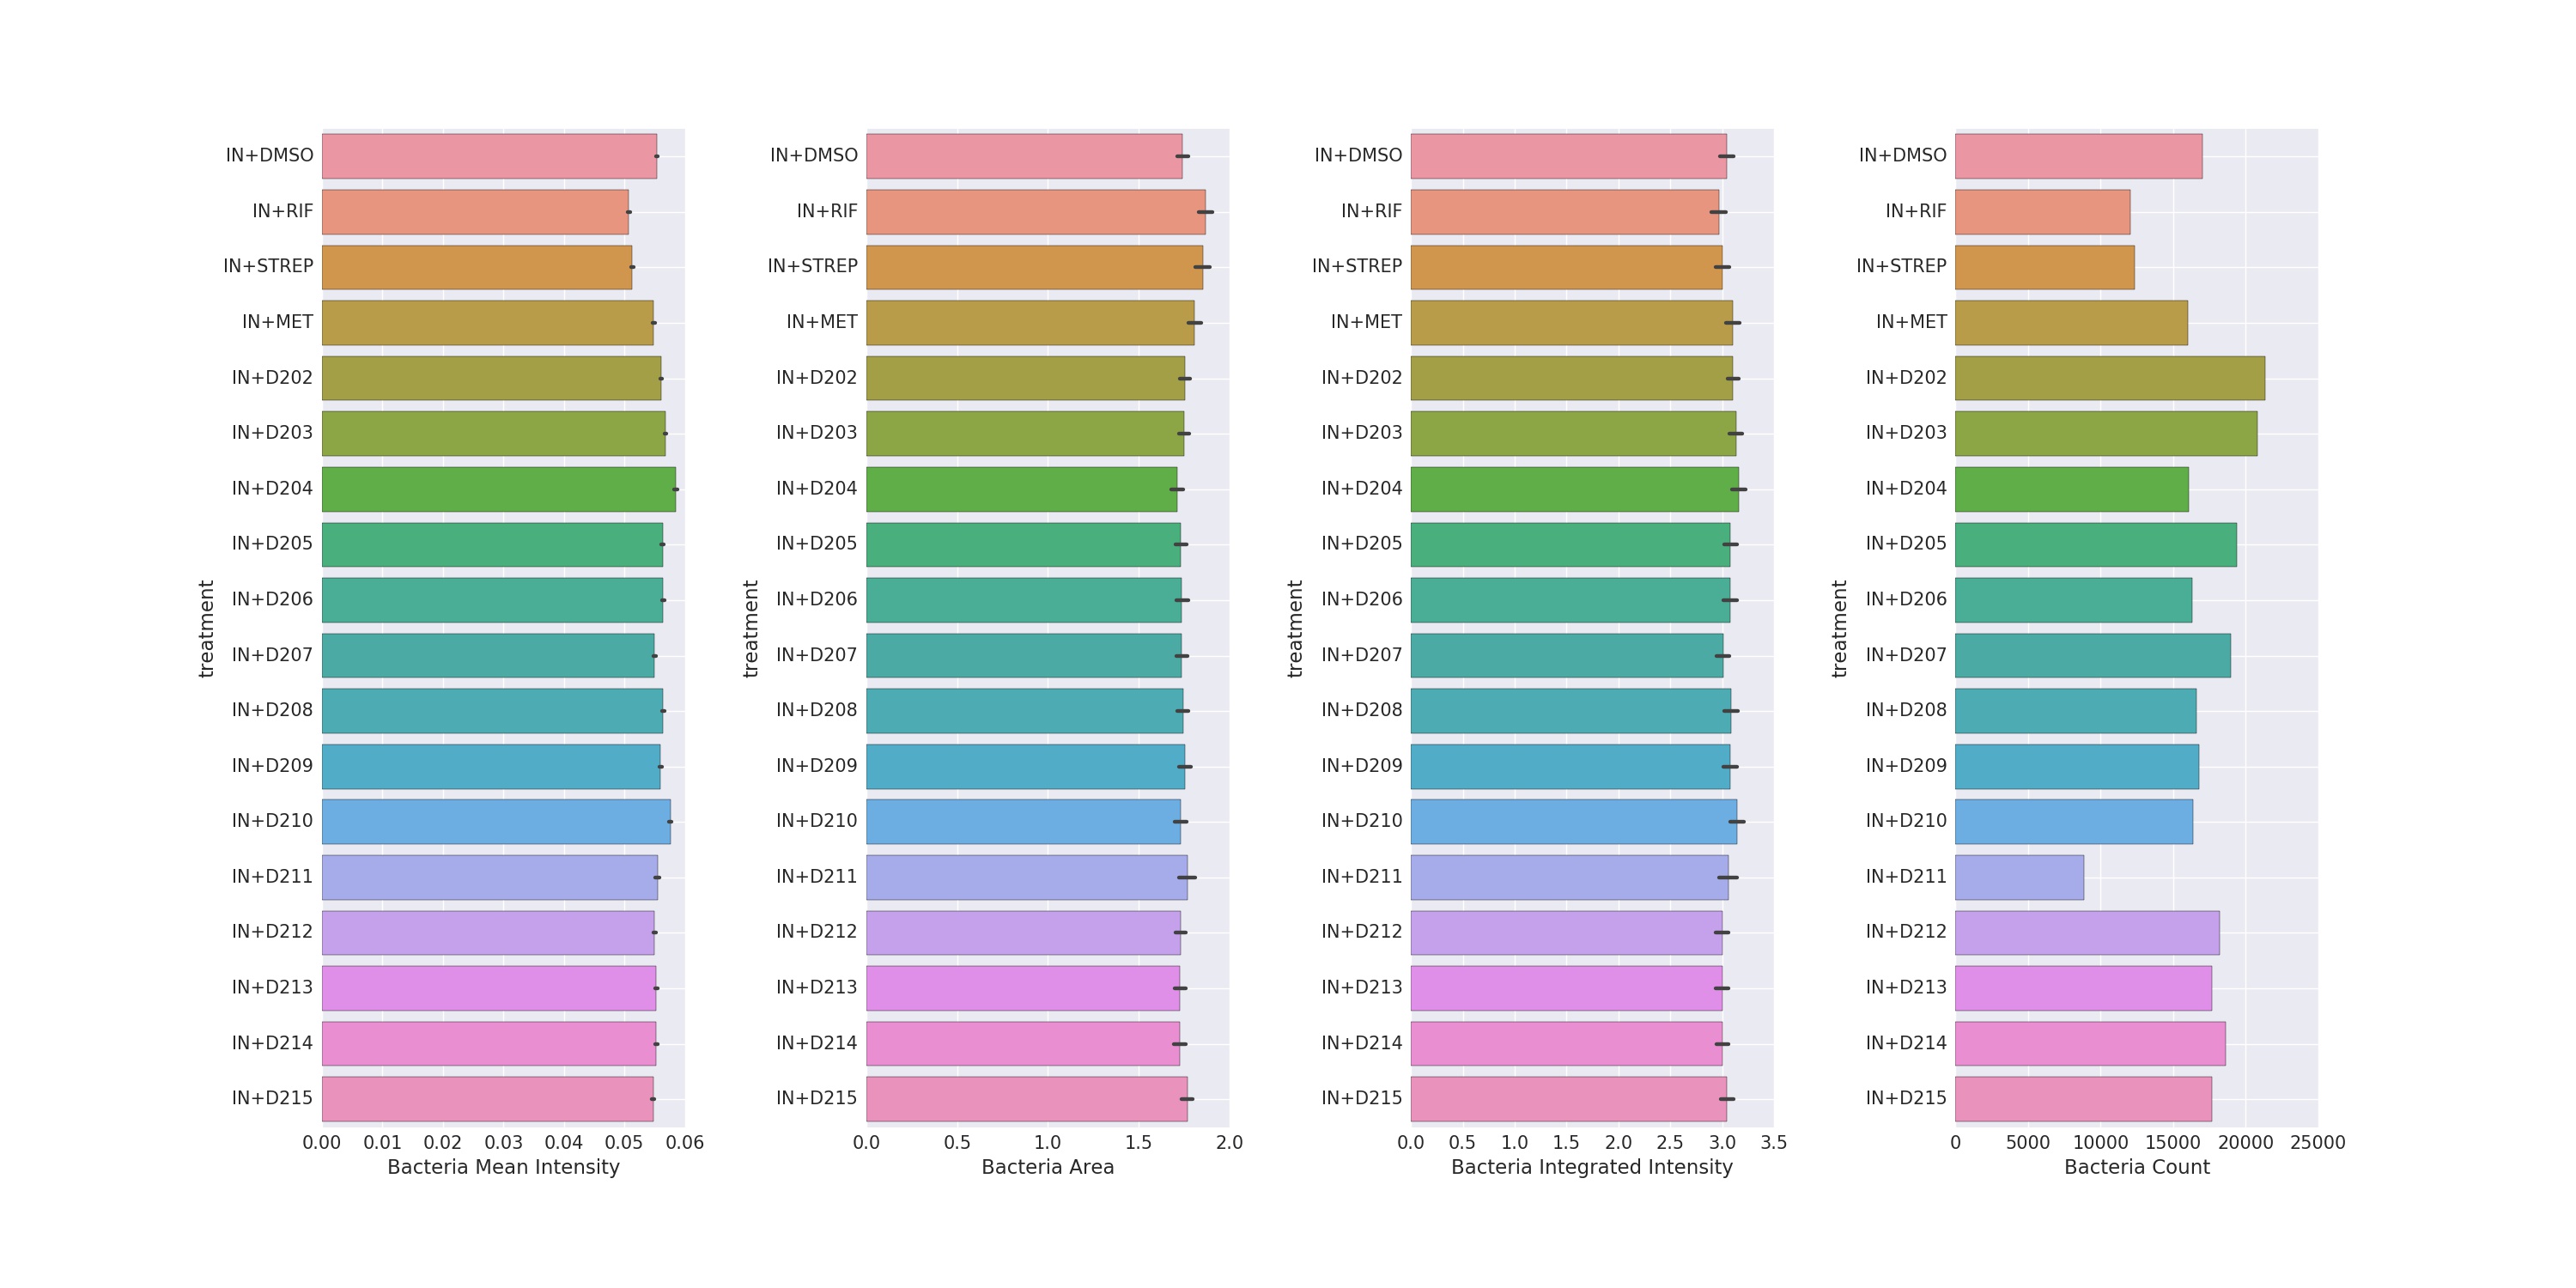 IN+DMSO
IN+RIF
IN+STREP
IN+MET
IN+D202
IN+D203
IN+D204
IN+D205
IN+D206
IN+D207
IN+D208
IN+D209
IN+D210
IN+D211
IN+D212
IN+D213
IN+D214
IN+D215
treatment
0.00 0.01 0.02 0.03 0.04 0.05 0.06
Bacteria Mean Intensity
IN+DMSO
IN+RIF
IN+STREP
IN+MET
IN+D202
IN+D203
IN+D204
IN+D205
IN+D206
IN+D207
IN+D208
IN+D209
IN+D210
IN+D211
IN+D212
IN+D213
IN+D214
IN+D215
treatment
0.0 0.5 1.0 1.5 2.0
Bacteria Area
IN+DMSO
IN+RIF
IN+STREP
IN+MET
IN+D202
IN+D203
IN+D204
IN+D205
IN+D206
IN+D207
IN+D208
IN+D209
IN+D210
IN+D211
IN+D212
IN+D213
IN+D214
IN+D215
treatment
0.0 0.5 1.0 1.5 2.0 2.5 3.0 3.5
Bacteria Integrated Intensity
IN+DMSO
IN+RIF
IN+STREP
IN+MET
IN+D202
IN+D203
IN+D204
IN+D205
IN+D206
IN+D207
IN+D208
IN+D209
IN+D210
IN+D211
IN+D212
IN+D213
IN+D214
IN+D215
treatment
0 5000 10000 15000 20000 25000
Bacteria Count